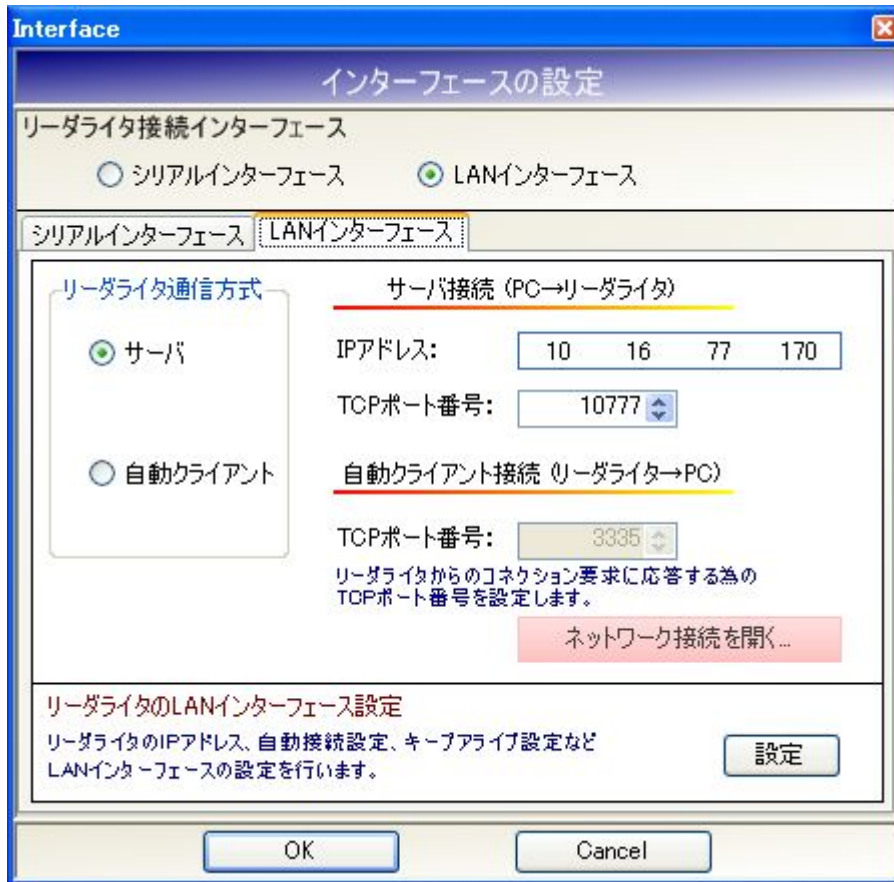 Interface
インターフェースの設定
リーダライタ接続インターフェース
シリアルインターフェース LANインターフェース
シリアルインターフェース LANインターフェース
リーダライタ通信方式
サーバ
自動クライアント
サーバ接続 (PC→リーダライタ)
IPアドレス: 10 16 77 170
TCPポート番号: 10777
自動クライアント接続 (リーダライタ→PC)
TCPポート番号: 3335
リーダライタからのコネクション要求に応答する為の
TCPポート番号を設定します。
ネットワーク接続を開く...
リーダライタのLANインターフェース設定
リーダライタのIPアドレス、自動接続設定、キープアライブ設定など
LANインターフェースの設定を行います。
設定
OK Cancel